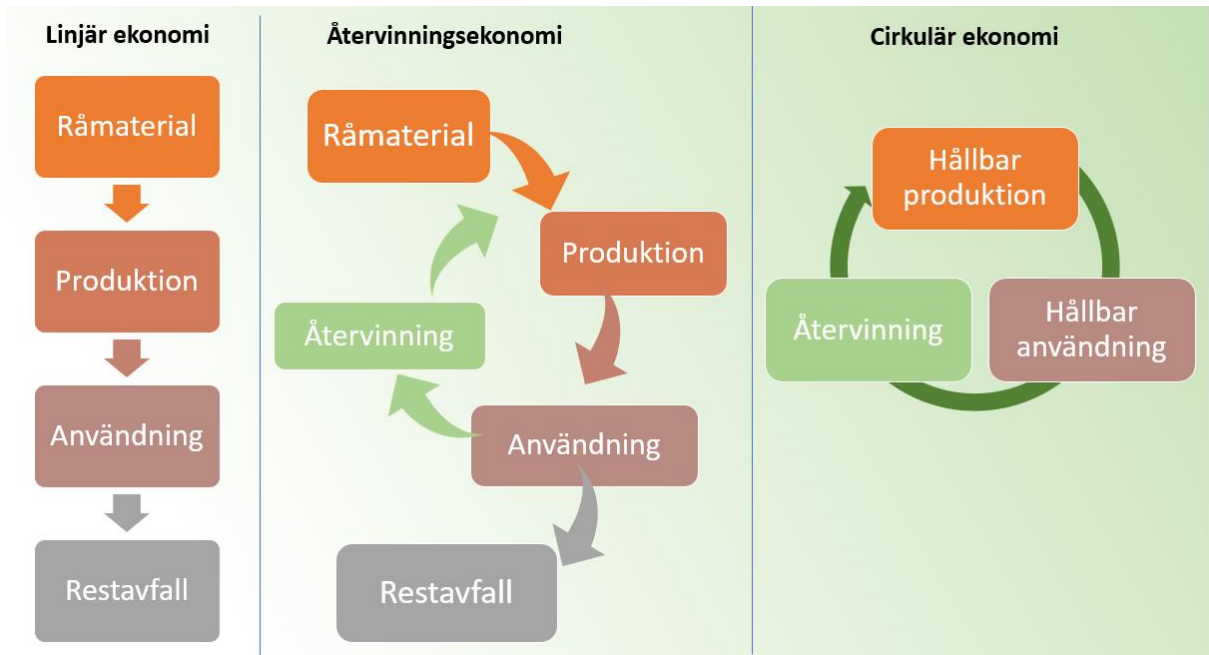 Linjär ekonomi
Råmaterial
Produktion
Användning
Restavfall
Återvinningsekonomi
Råmaterial
Produktion
Återvinning
Användning
Restavfall
Cirkulär ekonomi
Hållbar
produktion
Återvinning
Hållbar
användning